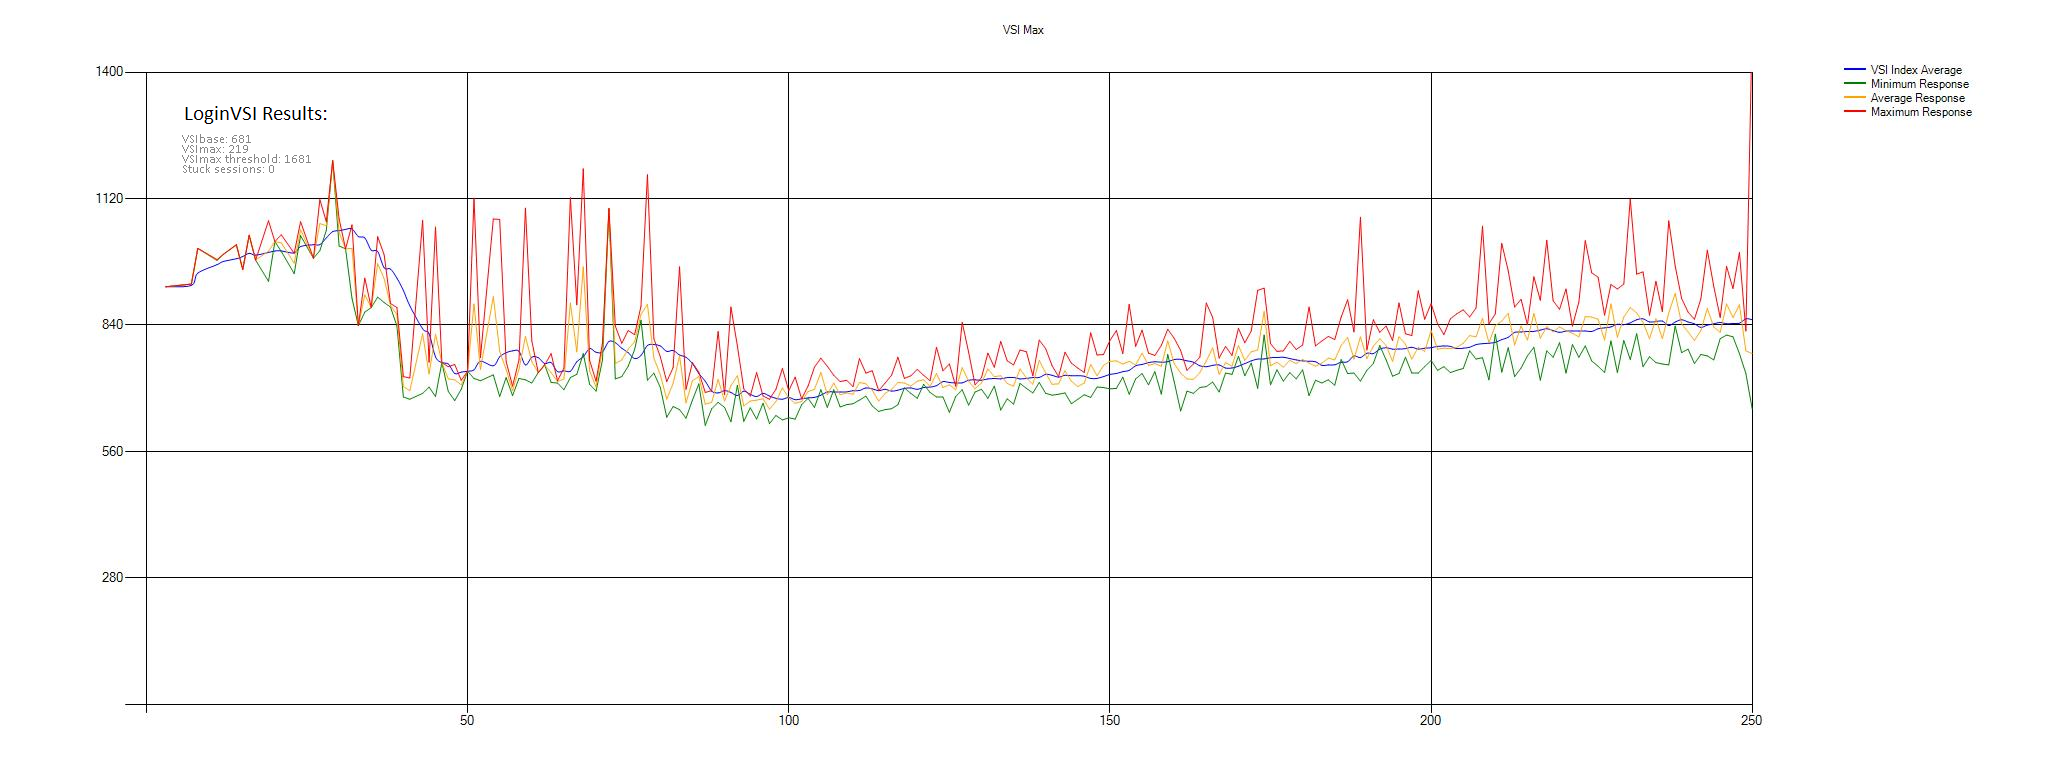 VSI Max
1400
1120
840
560
280
LoginVSI Results:
VSIbase: 681
VSImax: 219
VSImax threshold: 1681
Stuck sessions: 0
VSI Index Average
Minimum Response
Average Response
Maximum Response
50
100
150
200
250